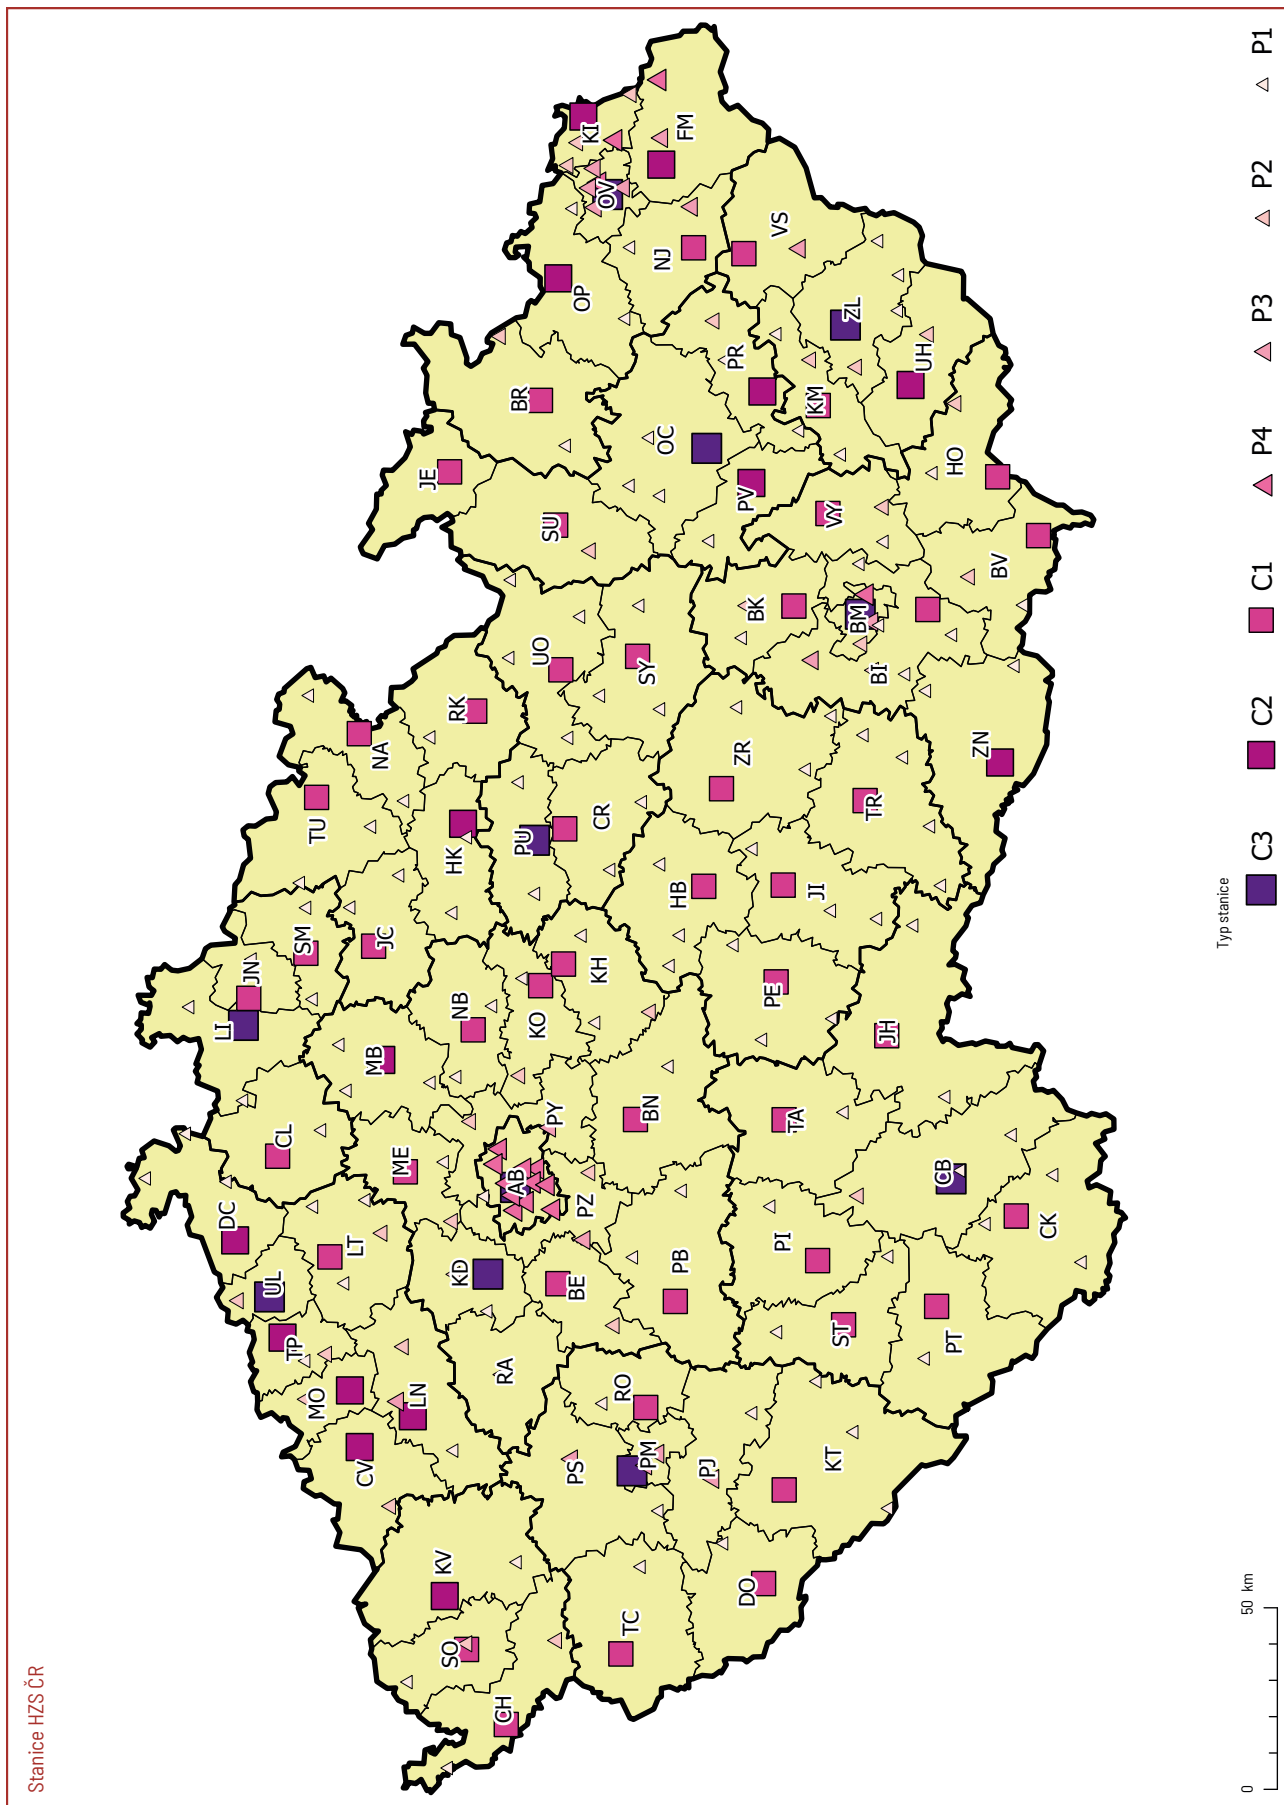 Stanice HZS ČR
JE
BR
SU
OP
KI
OV
FM
NJ
VS
OC
PR
PV
KM
ZL
UH
HO
VY
BV
BK
BM
BI
ZN
UO
SY
RK
NA
TU
HK
PU
CR
ZR
TR
HB
JI
JC
SM
JN
LI
MB
NB
KO
KH
PE
JH
CL
ME
AB
PY
PZ
BN
TA
CB
CK
DC
UL
LT
KD
BE
PB
PI
ST
PT
TP
MO
LN
RA
RO
CV
PS
PM
PJ
KT
KV
SO
CH
TC
DO
Typ stanice
C3
C2
C1
P4
P3
P2
P1
0
50 km